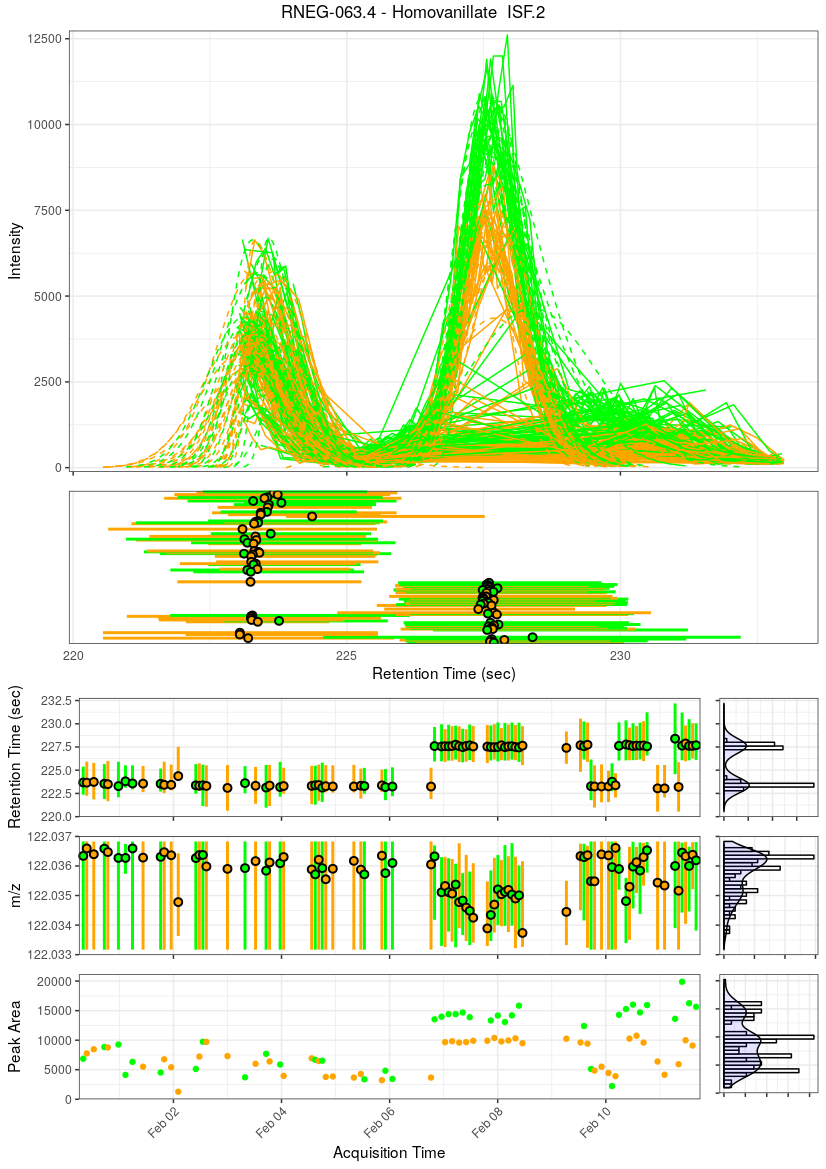 RNEG-063.4 - Homovanillate  ISF.2
12500
10000
7500
5000
2500
0
Intensity
220
225
230
Retention Time (sec)
232.5
230.0
227.5
225.0
222.5
220.0
Retention Time (sec)
122.037
122.036
122.035
122.034
122.033
m/z
20000
15000
10000
5000
0
Peak Area
Feb 02
Feb 04
Feb 06
Feb 08
Feb 10
Acquisition Time